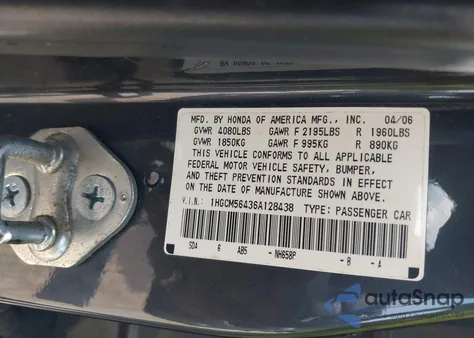 MFD. BY HONDA OF AMERICA MFG., INC. 04/06
GVWR 4080LBS GAWR F 2195LBS R 1960LBS
GVWR 1850KG GAWR F 995KG R 890KG
THIS VEHICLE CONFORMS TO ALL APPLICABLE
FEDERAL MOTOR VEHICLE SAFETY, BUMPER,
AND THEFT PREVENTION STANDARDS IN EFFECT
ON THE DATE OF MANUFACTURE SHOWN ABOVE.
V.I.N.: 1HGCM56436A128438 TYPE: PASSENGER CAR
SDA 6 AB5 - NH658P - B - A
autoSnap